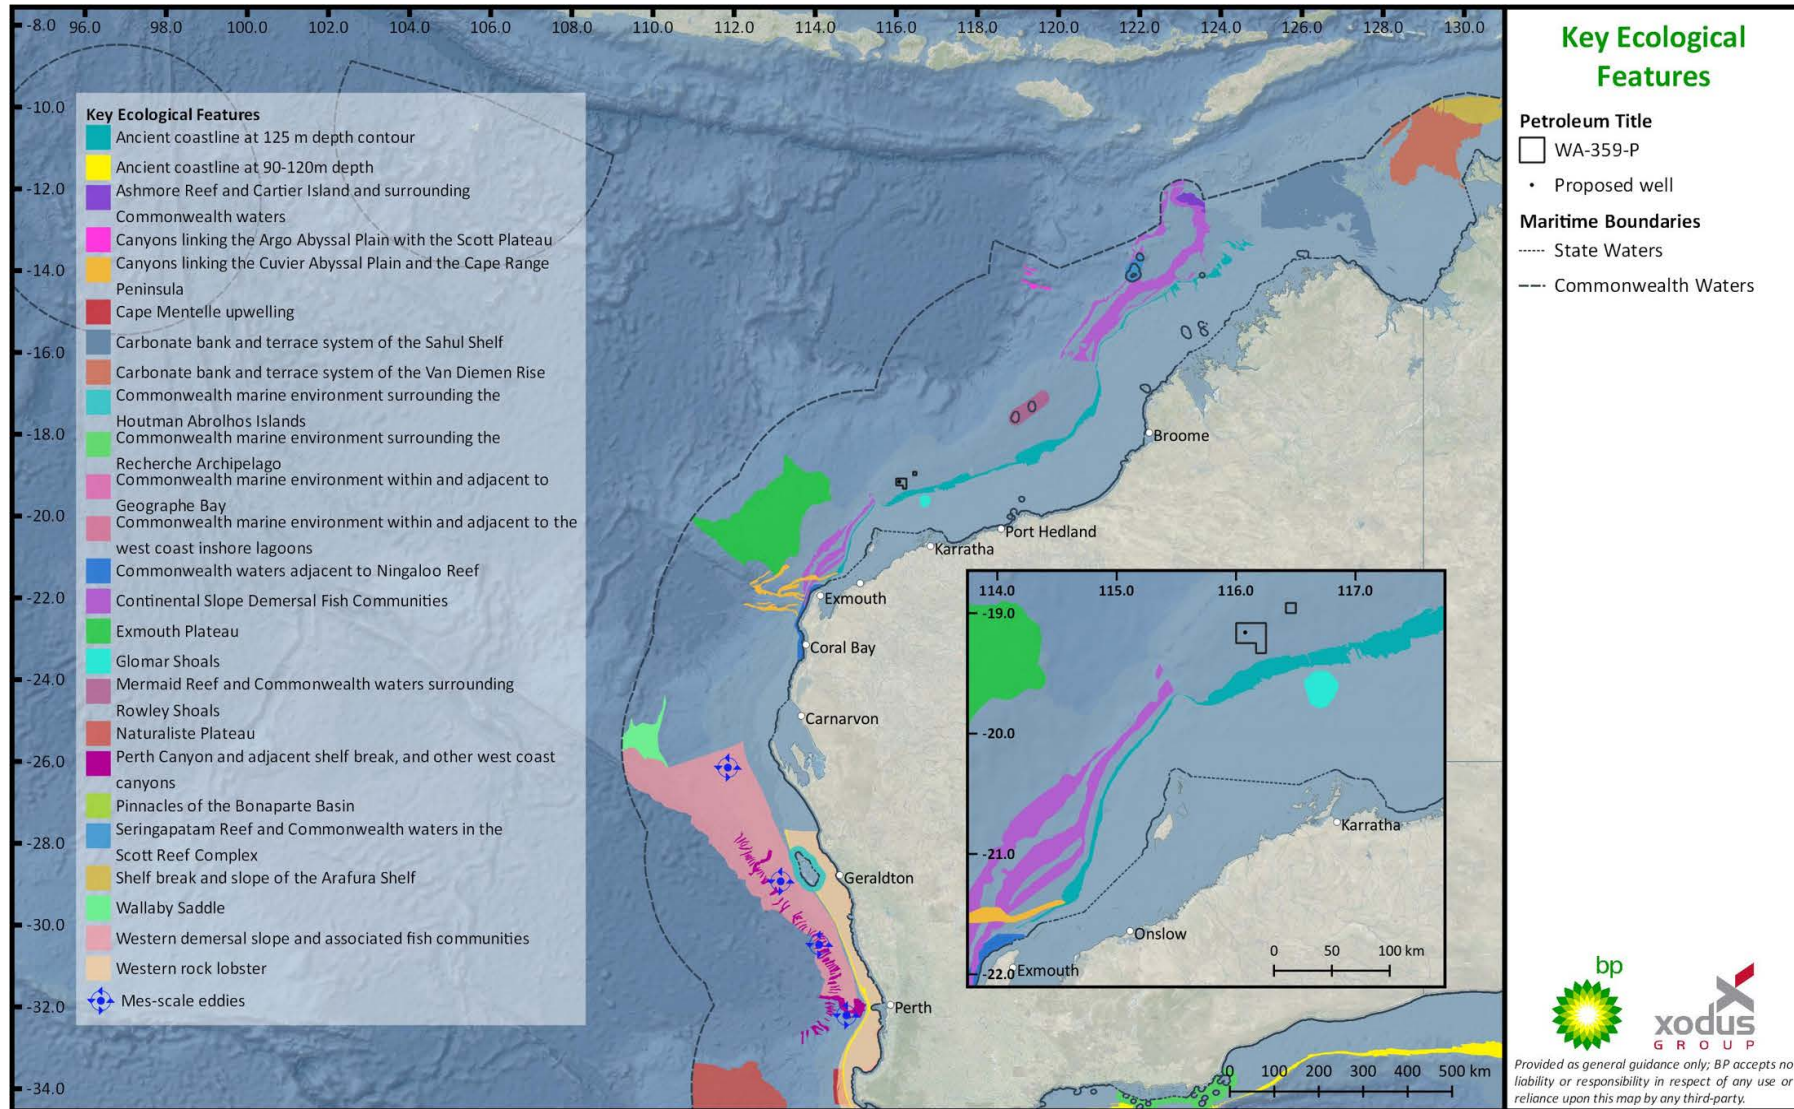 96.0 98.0 100.0 102.0 104.0 106.0 108.0 110.0 112.0 114.0 116.0 118.0 120.0 122.0 124.0 126.0 128.0 130.0
-8.0
-10.0
-12.0
-14.0
-16.0
-18.0
-20.0
-22.0
-24.0
-26.0
-28.0
-30.0
-32.0
-34.0
Key Ecological Features
Ancient coastline at 125 m depth contour
Ancient coastline at 90-120m depth
Ashmore Reef and Cartier Island and surrounding
Commonwealth waters
Canyons linking the Argo Abyssal Plain with the Scott Plateau
Canyons linking the Cuvier Abyssal Plain and the Cape Range
Peninsula
Cape Mentelle upwelling
Carbonate bank and terrace system of the Sahul Shelf
Carbonate bank and terrace system of the Van Diemen Rise
Commonwealth marine environment surrounding the
Houtman Abrolhos Islands
Commonwealth marine environment surrounding the
Recherche Archipelago
Commonwealth marine environment within and adjacent to
Geographe Bay
Commonwealth marine environment within and adjacent to the
west coast inshore lagoons
Commonwealth waters adjacent to Ningaloo Reef
Continental Slope Demersal Fish Communities
Exmouth Plateau
Glomar Shoals
Mermaid Reef and Commonwealth waters surrounding
Rowley Shoals
Naturaliste Plateau
Perth Canyon and adjacent shelf break, and other west coast
canyons
Pinnacles of the Bonaparte Basin
Seringapatam Reef and Commonwealth waters in the
Scott Reef Complex
Shelf break and slope of the Arafura Shelf
Wallaby Saddle
Western demersal slope and associated fish communities
Western rock lobster
Mes-scale eddies
Broome
Port Hedland
Karratha
Exmouth
Coral Bay
Carnarvon
Geraldton
Perth
114.0 115.0 116.0 117.0
-19.0
-20.0
-21.0
-22.0
Karratha
Onslow
Exmouth
0 50 100 km
0 100 200 300 400 500 km
Key Ecological
Features
Petroleum Title
WA-359-P
Proposed well
Maritime Boundaries
State Waters
Commonwealth Waters
bp
xodus
GROUP
Provided as general guidance only; BP accepts no
liability or responsibility in respect of any use or
reliance upon this map by any third-party.